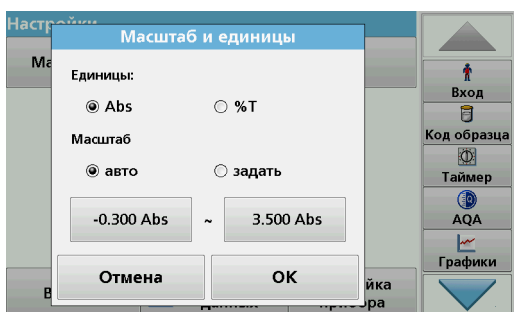 Настройки
Масштаб и единицы
Единицы:
Abs
%T
Масштаб
авто
задать
-0.300 Abs
~
3.500 Abs
Отмена
OK
Вход
Код образца
Таймер
AQA
Графики